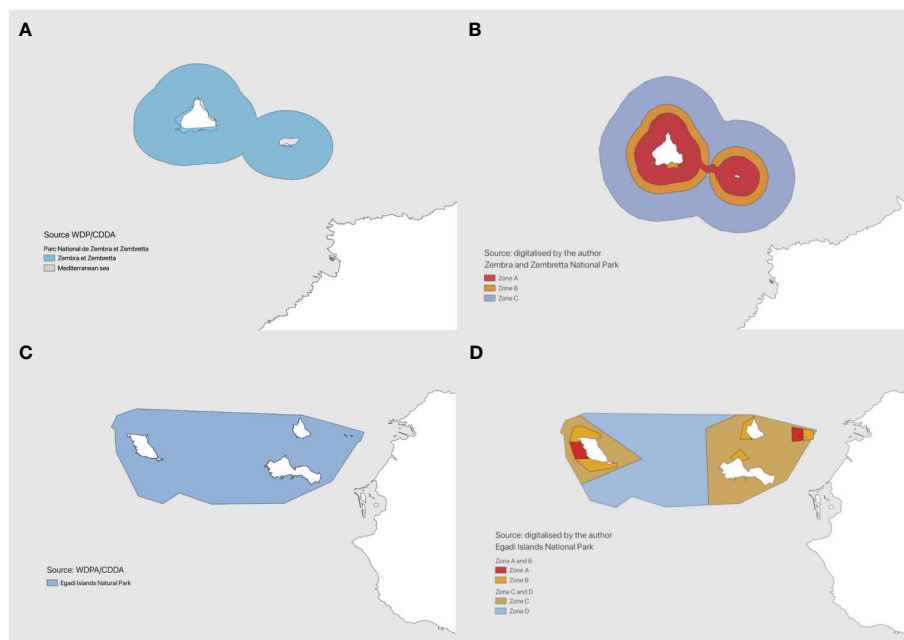 A
Source WDP/CDDA
Parc National de Zembra et Zembretta
Zembra et Zembretta
Mediterranean sea
B
Source: digitalised by the author
Zembra and Zembretta National Park
Zone A
Zone B
Zone C
C
Source: WDPA/CDDA
Egadi Islands Natural Park
D
Source: digitalised by the author
Egadi Islands National Park
Zona A and B
Zone A
Zone B
Zone C and D
Zone C
Zone D